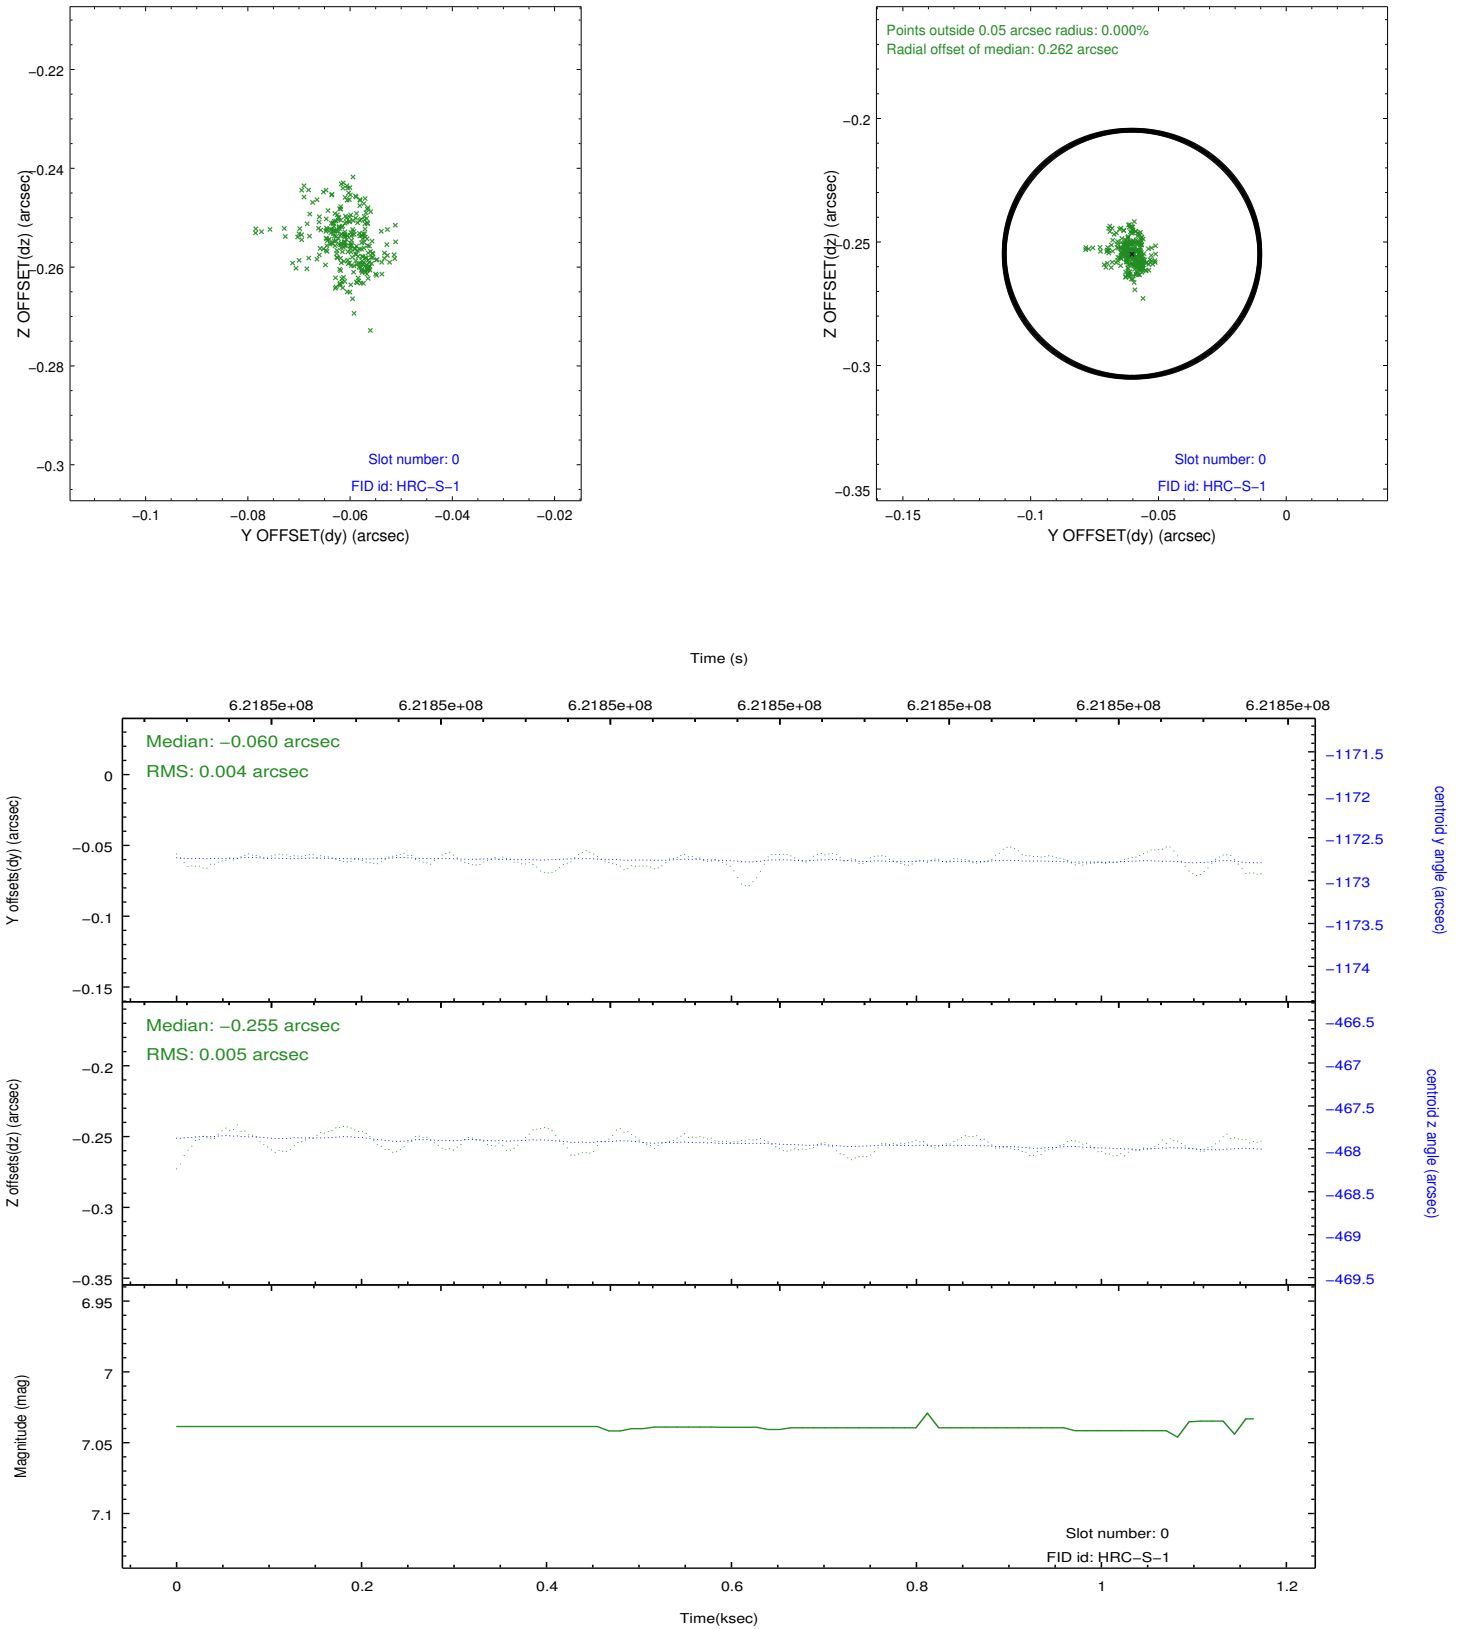 −0.22
−0.24
−0.26
−0.28
−0.3
Z OFFSET(dz) (arcsec)
Slot number: 0
FID id: HRC−S−1
−0.1
−0.08
−0.06
−0.04
−0.02
Y OFFSET(dy) (arcsec)
Points outside 0.05 arcsec radius: 0.000%
Radial offset of median: 0.262 arcsec
−0.2
−0.25
−0.3
−0.35
Z OFFSET(dz) (arcsec)
Slot number: 0
FID id: HRC−S−1
−0.15
−0.1
−0.05
0
Y OFFSET(dy) (arcsec)
Time (s)
6.2185e+08
6.2185e+08
6.2185e+08
6.2185e+08
6.2185e+08
6.2185e+08
6.2185e+08
Median: −0.060 arcsec
RMS: 0.004 arcsec
0
−0.05
−0.1
−0.15
Y offsets(dy) (arcsec)
−1171.5
−1172
−1172.5
−1173
−1173.5
−1174
centroid y angle (arcsec)
Median: −0.255 arcsec
RMS: 0.005 arcsec
−0.2
−0.25
−0.3
−0.35
Z offsets(dz) (arcsec)
−466.5
−467
−467.5
−468
−468.5
−469
−469.5
centroid z angle (arcsec)
6.95
7
7.05
7.1
Magnitude (mag)
Slot number: 0
FID id: HRC−S−1
0
0.2
0.4
0.6
0.8
1
1.2
Time(ksec)